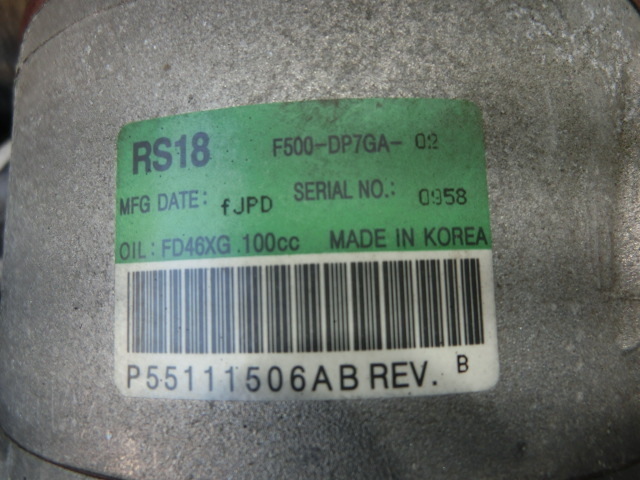 RS18 F500-DP7GA- 02
MFG DATE: fJPD SERIAL NO.: 0958
OIL: FD46XG .100cc MADE IN KOREA
P55111506AB REV. B